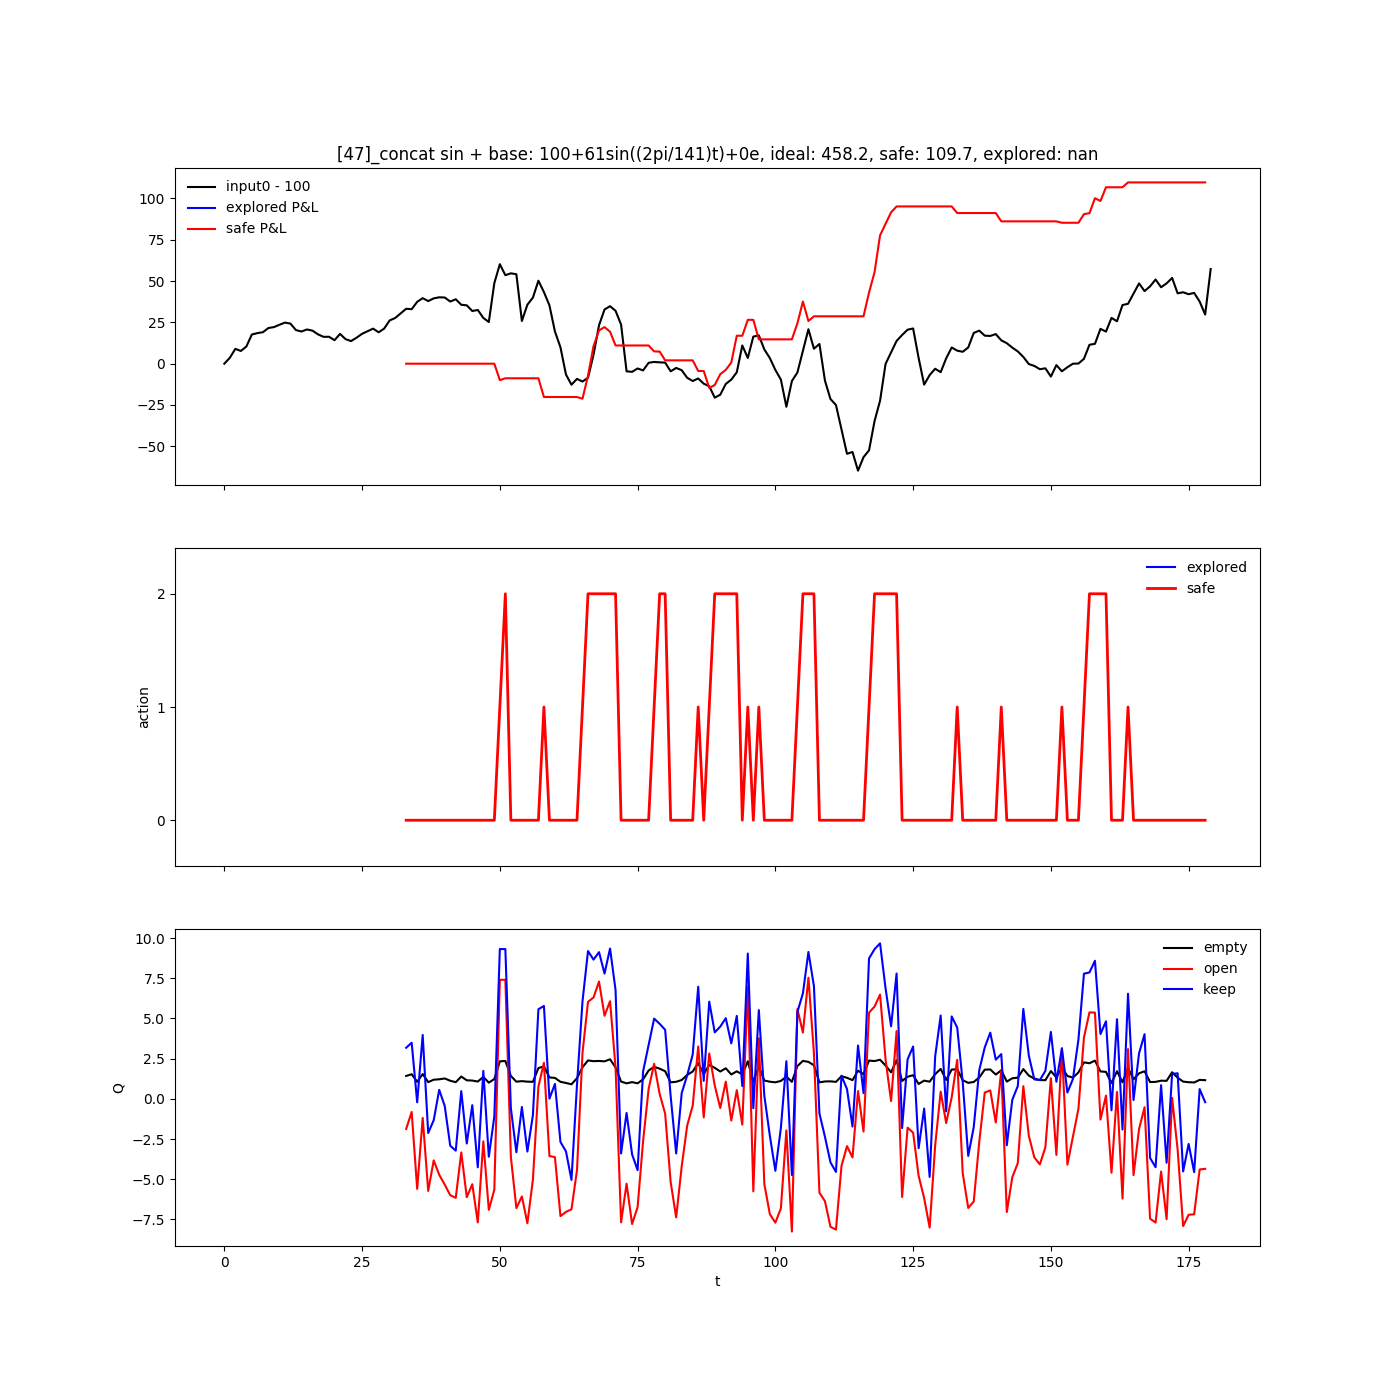 [47]_concat sin + base: 100+61sin((2pi/141)t)+0e, ideal: 458.2, safe: 109.7, explored: nan
input0 - 100
explored P&L
safe P&L
100
75
50
25
0
−25
−50
explored
safe
2
1
0
action
empty
open
keep
10.0
7.5
5.0
2.5
0.0
−2.5
−5.0
−7.5
Q
0 25 50 75 100 125 150 175
t